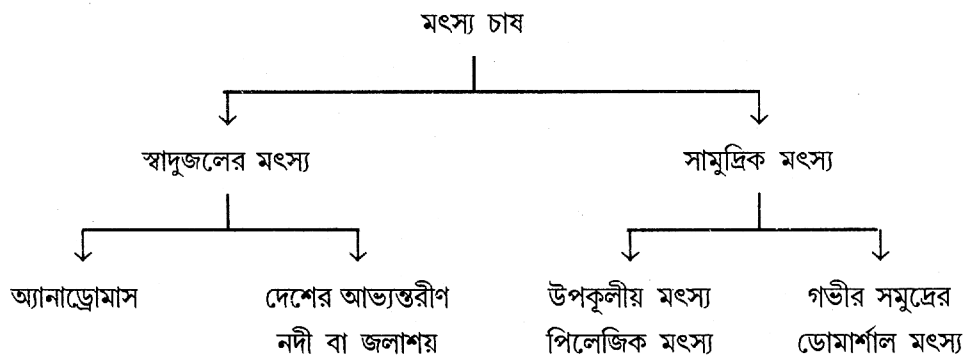 মৎস্য চাষ
স্বাদুজলের মৎস্য সামুদ্রিক মৎস্য
অ্যানাড্রোমাস দেশের আভ্যন্তরীণ উপকূলীয় মৎস্য গভীর সমুদ্রের
নদী বা জলাশয় পিলেজিক মৎস্য ডোমার্শাল মৎস্য